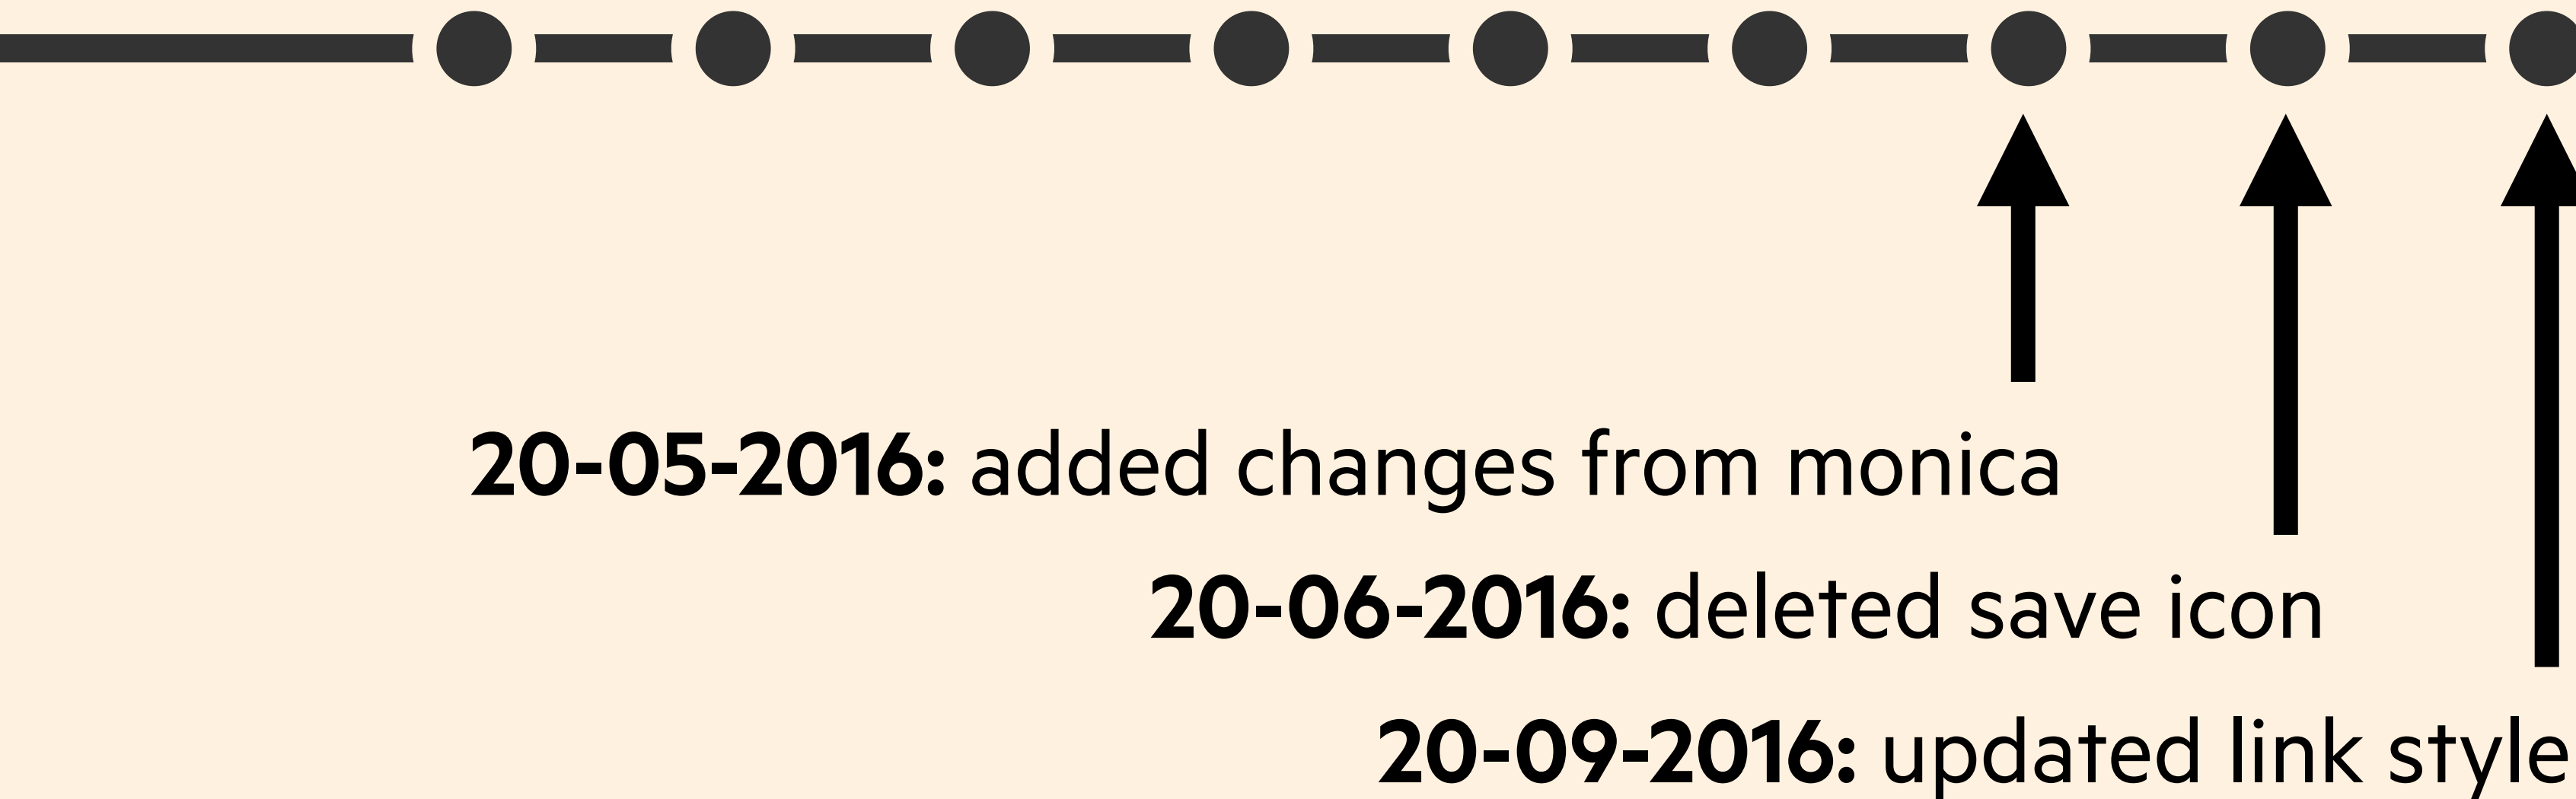 20-05-2016: added changes from monica
20-06-2016: deleted save icon
20-09-2016: updated link style